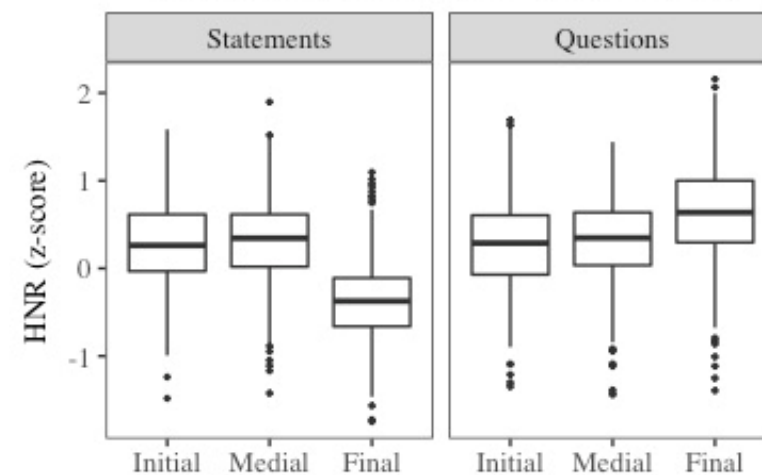 Statements
Questions
HNR (z-score)
2
1
0
-1
Initial Medial Final
Initial Medial Final